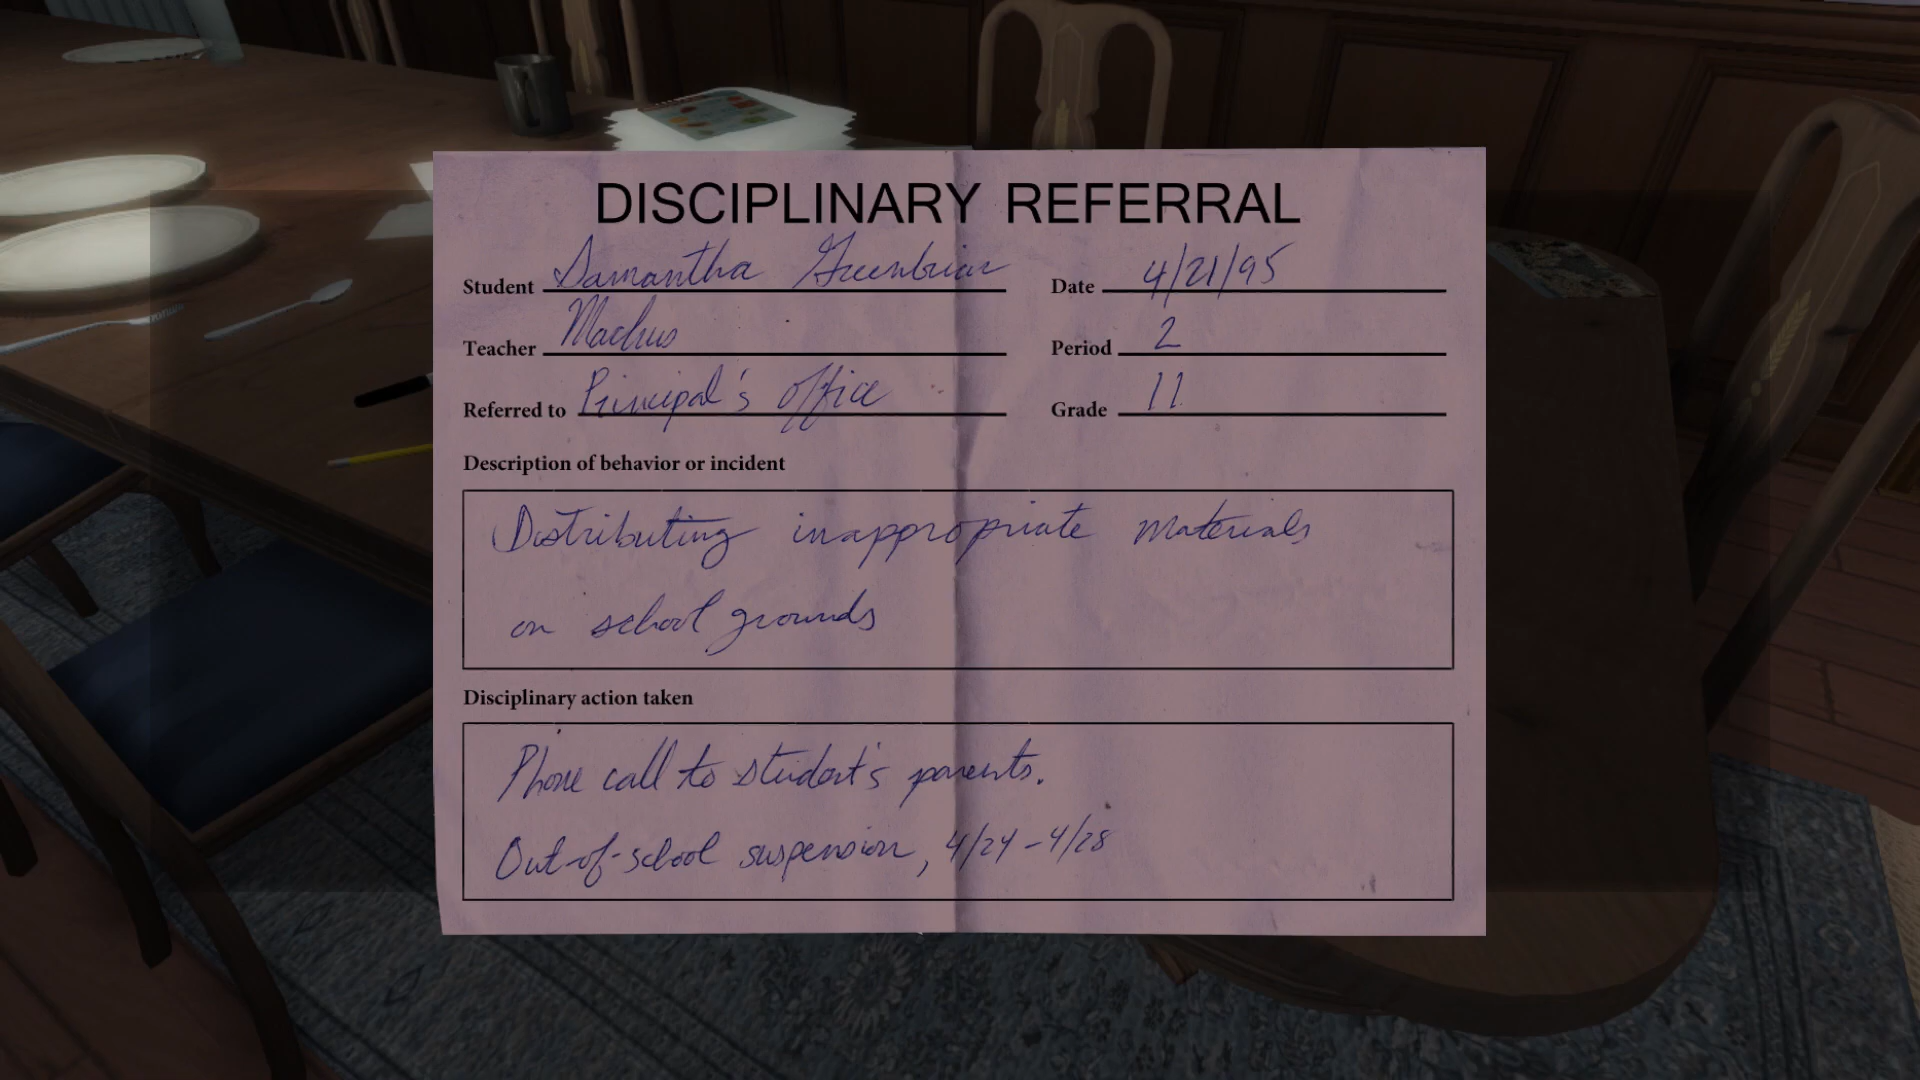 DISCIPLINARY REFERRAL
Student Samantha Greenbriar Date 4/21/95
Teacher Machus Period 2
Referred to Principal's office Grade 11
Description of behavior or incident
Distributing inappropriate materials
on school grounds
Disciplinary action taken
Phone call to student's parents.
Out-of-school suspension, 4/24-4/28